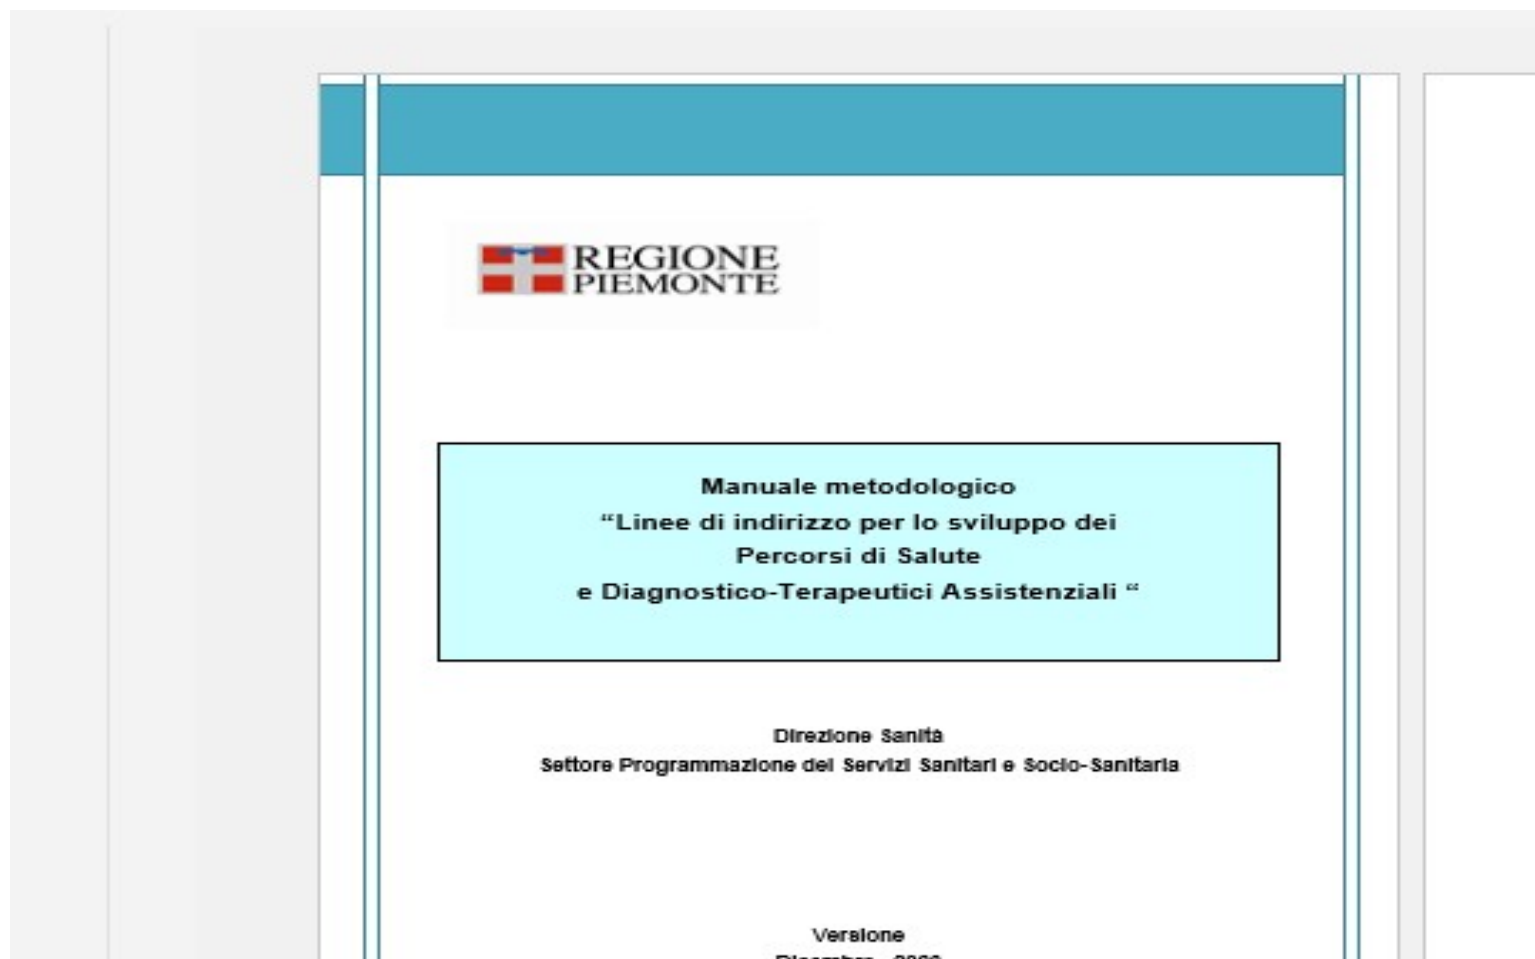 REGIONE
PIEMONTE
Manuale metodologico
“Linee di indirizzo per lo sviluppo dei
Percorsi di Salute
e Diagnostico-Terapeutici Assistenziali “
Direzione Sanità
Settore Programmazione dei Servizi Sanitari e Socio-Sanitaria
Versione